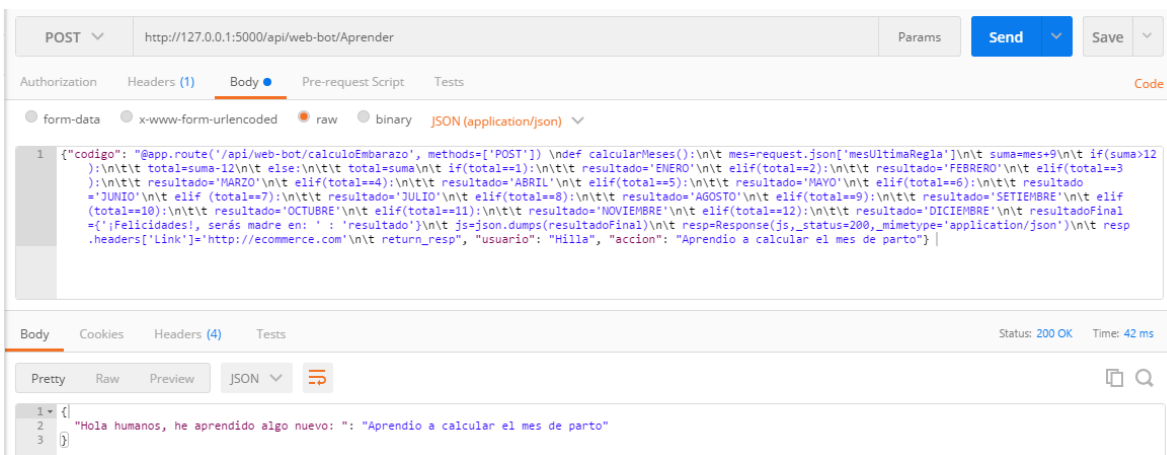 POST http://127.0.0.1:5000/api/web-bot/Aprender Params Send Save
Authorization Headers (1) Body Pre-request Script Tests Code
form-data x-www-form-urlencoded raw binary JSON (application/json)
1 {"codigo": "@app.route('/api/web-bot/calculoEmbarazo', methods=['POST']) \ndef calcularMeses():\n\t mes=request.json['mesUltimaRegla']\n\t suma=mes+9\n\t if(suma>12
):\n\t\t total=suma-12\n\t else:\n\t\t total=suma\n\t if(total==1):\n\t\t resultado='ENERO'\n\t elif(total==2):\n\t\t resultado='FEBRERO'\n\t elif(total==3
):\n\t\t resultado='MARZO'\n\t elif(total==4):\n\t\t resultado='ABRIL'\n\t elif(total==5):\n\t\t resultado='MAYO'\n\t elif(total==6):\n\t\t resultado
='JUNIO'\n\t elif (total==7):\n\t\t resultado='JULIO'\n\t elif(total==8):\n\t\t resultado='AGOSTO'\n\t elif(total==9):\n\t\t resultado='SETIEMBRE'\n\t elif
(total==10):\n\t\t resultado='OCTUBRE'\n\t elif(total==11):\n\t\t resultado='NOVIEMBRE'\n\t elif(total==12):\n\t\t resultado='DICIEMBRE'\n\t resultadoFinal
={'¡Felicidades!, serás madre en: ' : 'resultado'}\n\t js=json.dumps(resultadoFinal)\n\t resp=Response(js,_status=200,_mimetype='application/json')\n\t resp
.headers['Link']='http://ecommerce.com'\n\t return_resp", "usuario": "Hilla", "accion": "Aprendio a calcular el mes de parto"}
Body Cookies Headers (4) Tests Status: 200 OK Time: 42 ms
Pretty Raw Preview JSON
1 {
2 "Hola humanos, he aprendido algo nuevo: ": "Aprendio a calcular el mes de parto"
3 }